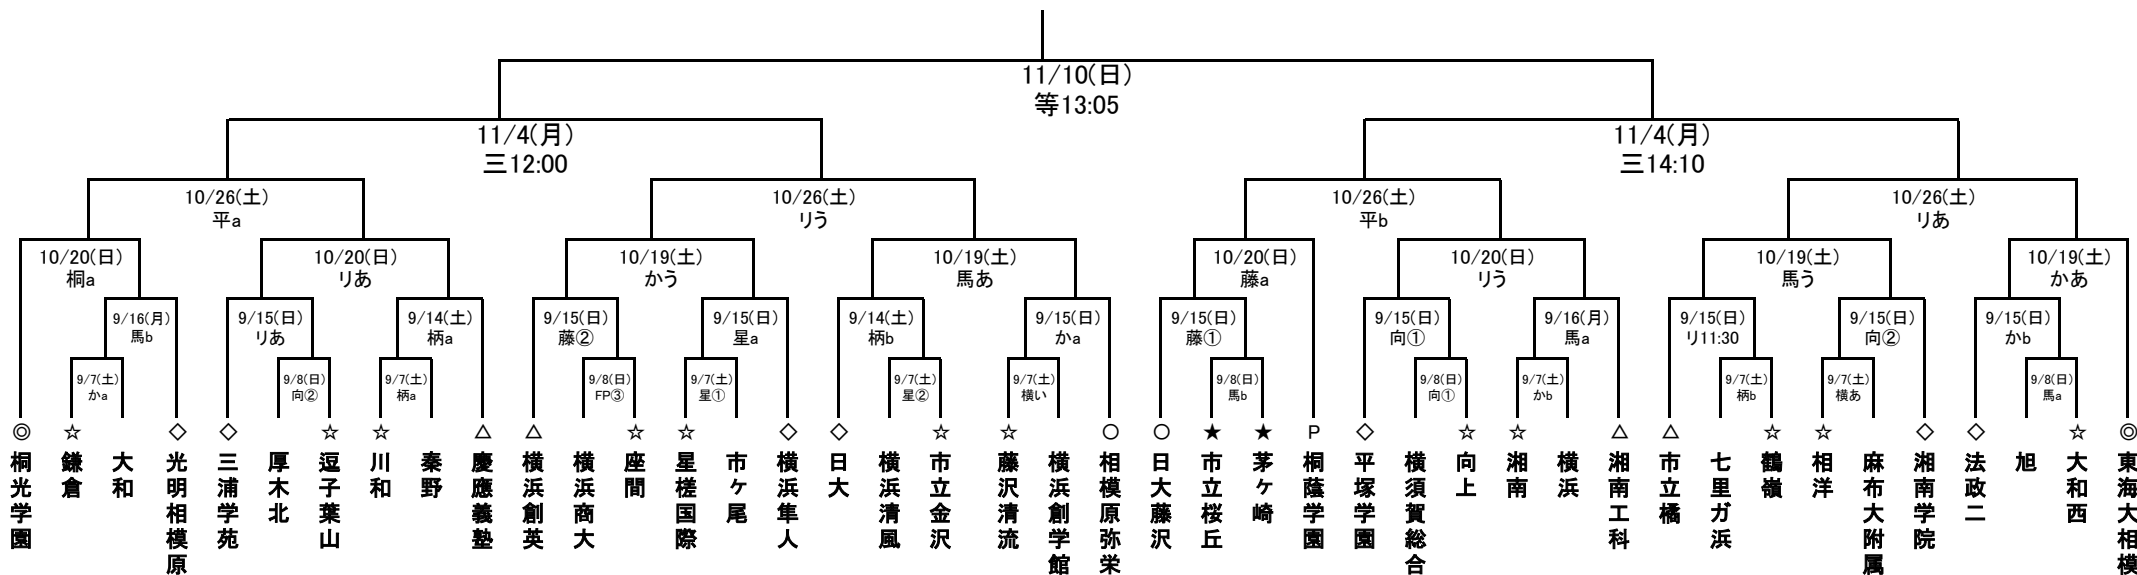 11/10(日)
等13:05
11/4(月)
三12:00
11/4(月)
三14:10
10/26(土)
平a
10/26(土)
リう
10/26(土)
平b
10/26(土)
リあ
10/20(日)
桐a
10/20(日)
リあ
10/19(土)
かう
10/19(土)
馬あ
10/20(日)
藤a
10/20(日)
リう
10/19(土)
馬う
10/19(土)
かあ
9/16(月)
馬b
9/15(日)
リあ
9/14(土)
柄a
9/15(日)
藤②
9/15(日)
星a
9/14(土)
柄b
9/15(日)
かa
9/15(日)
藤①
9/15(日)
向①
9/16(月)
馬a
9/15(日)
リ11:30
9/15(日)
向②
9/15(日)
かb
9/7(土)
かa
9/8(日)
向②
9/7(土)
柄a
9/8(日)
FP③
9/7(土)
星①
9/7(土)
星②
9/7(土)
横い
9/8(日)
馬b
9/8(日)
向①
9/7(土)
かb
9/7(土)
柄b
9/7(土)
横あ
9/8(日)
馬a
◎桐光学園
☆鎌倉
大和
◇光明相模原
◇三浦学苑
厚木北
☆逗子葉山
☆川和
秦野
△慶應義塾
△横浜創英
横浜商大
☆座間
☆星槎国際
市ヶ尾
◇横浜隼人
◇日大
横浜清風
☆市立金沢
☆藤沢清流
横浜創学館
○相模原弥栄
○日大藤沢
★市立桜丘
★茅ヶ崎
P桐蔭学園
◇平塚学園
横須賀総合
☆向上
☆湘南
横浜
△湘南工科
△市立橘
七里ガ浜
☆鶴嶺
☆相洋
麻布大附属
◇湘南学院
◇法政二
旭
☆大和西
◎東海大相模